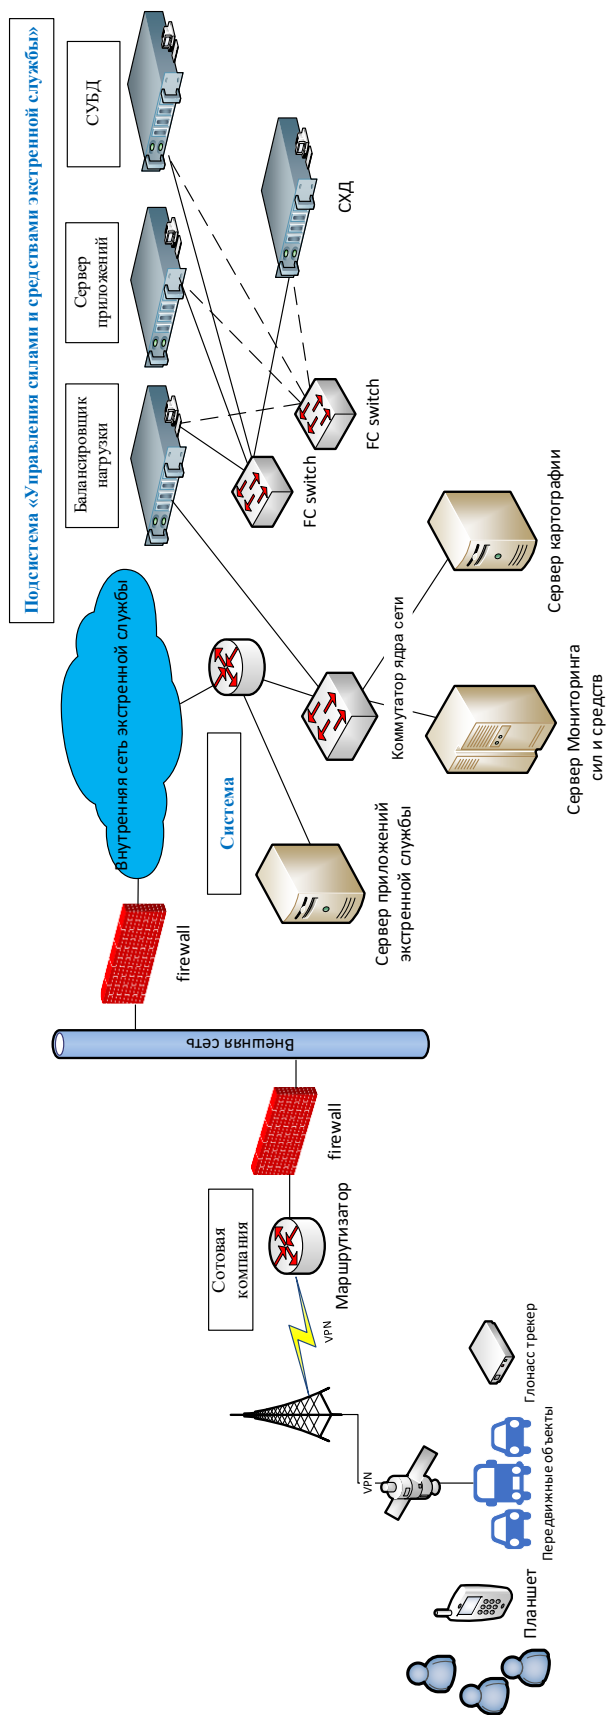 Подсистема «Управления силами и средствами экстренной службы»
Балансировщик
нагрузки
Сервер
приложений
СУБД
СХД
FC switch
FC switch
Внутренняя сеть экстренной службы
firewall
Внешняя сеть
Система
Сервер приложений
экстренной службы
Коммутатор ядра сети
Сервер Мониторинга
сил и средств
Сервер картографии
Сотовая
компания
firewall
Маршрутизатор
VPN
VPN
Планшет
Передвижные объекты
Глонасс трекер